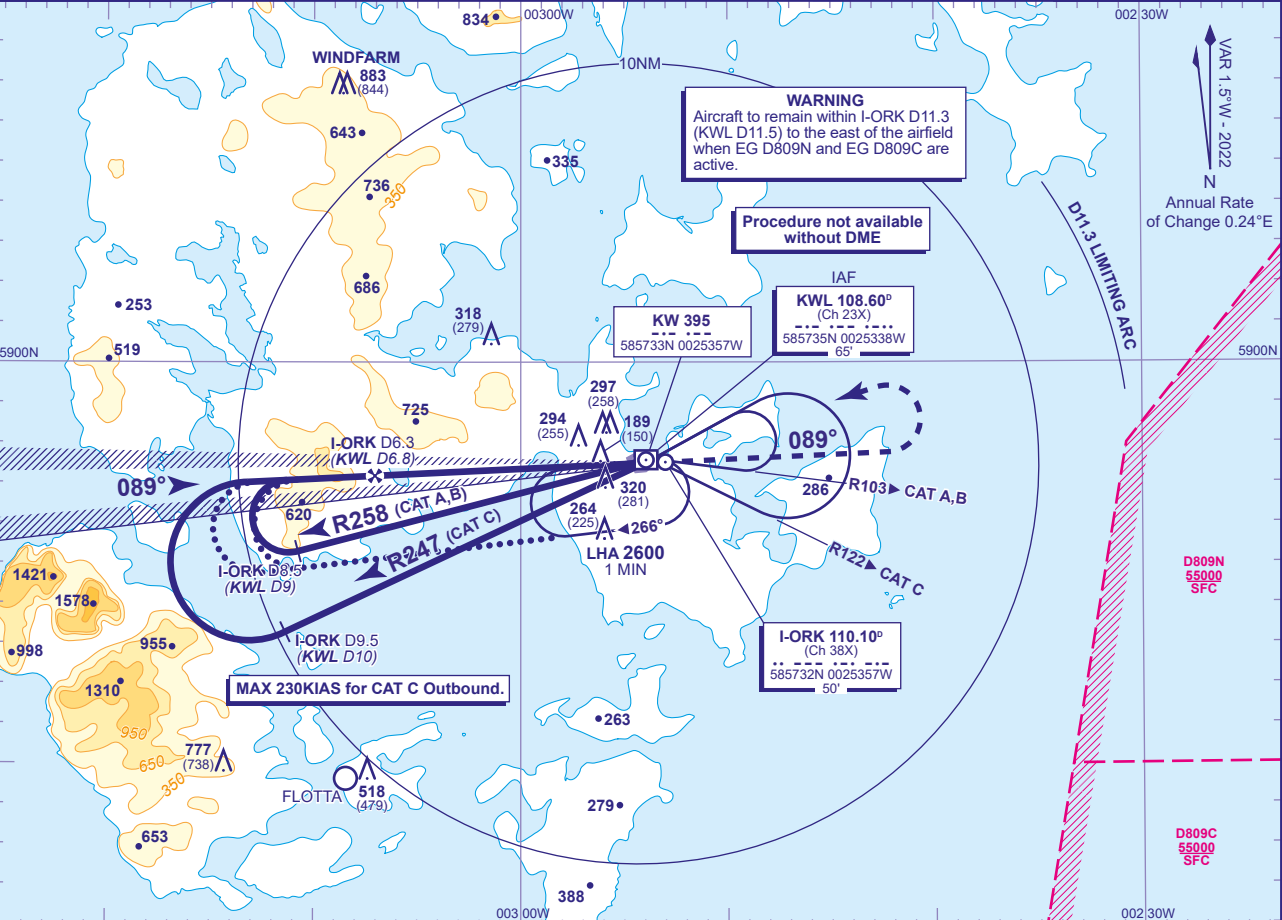 834
00300W
002.30W
WINDFARM
883
(844)
10NM
VAR 1.5°W - 2022
N
Annual Rate
of Change 0.24°E
WARNING
Aircraft to remain within I-ORK D11.3
(KWL D11.5) to the east of the airfield
when EG D809N and EG D809C are
active.
643
335
736
350
Procedure not available
without DME
D11.3 LIMITING ARC
686
IAF
KWL 108.60ᴰ
(Ch 23X)
585735N 0025338W
65'
253
318
(279)
KW 395
585733N 0025357W
5900N
519
5900N
297
(258)
725
294
(255)
189
(150)
I-ORK D6.3
(KWL D6.8)
089°
089°
286
R103 CAT A,B
320
(281)
620
R258 (CAT A,B)
264
(225)
266°
R247 (CAT C)
LHA 2600
1 MIN
R122 CAT C
I-ORK D8.5
(KWL D9)
1421
1578
D809N
55000
SFC
998
955
I-ORK D9.5
(KWL D10)
I-ORK 110.10ᴰ
(Ch 38X)
585732N 0025357W
50'
1310
MAX 230KIAS for CAT C Outbound.
263
950
650
350
777
(738)
FLOTTA
518
(479)
279
653
D809C
55000
SFC
388
003.00W
002.30W